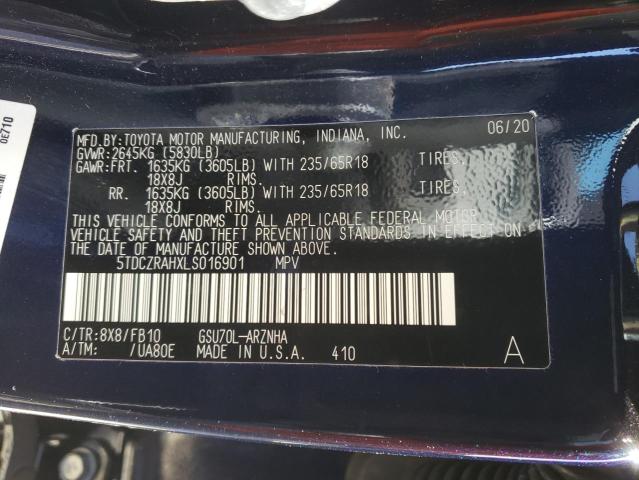 0E710
MFD.BY:TOYOTA MOTOR MANUFACTURING, INDIANA, INC. 06/20
GVWR:2645KG (5830LB)
GAWR:FRT. 1635KG (3605LB) WITH 235/65R18 TIRES,
18X8J RIMS.
RR. 1635KG (3605LB) WITH 235/65R18 TIRES,
18X8J RIMS.
THIS VEHICLE CONFORMS TO ALL APPLICABLE FEDERAL MOTOR
VEHICLE SAFETY AND THEFT PREVENTION STANDARDS IN EFFECT
ON THE DATE OF MANUFACTURE SHOWN ABOVE.
5TDCZRAHXLS016901 MPV
C/TR:8X8/FB10 GSU70L-ARZNHA
A/TM: /UA80E MADE IN U.S.A. 410 A